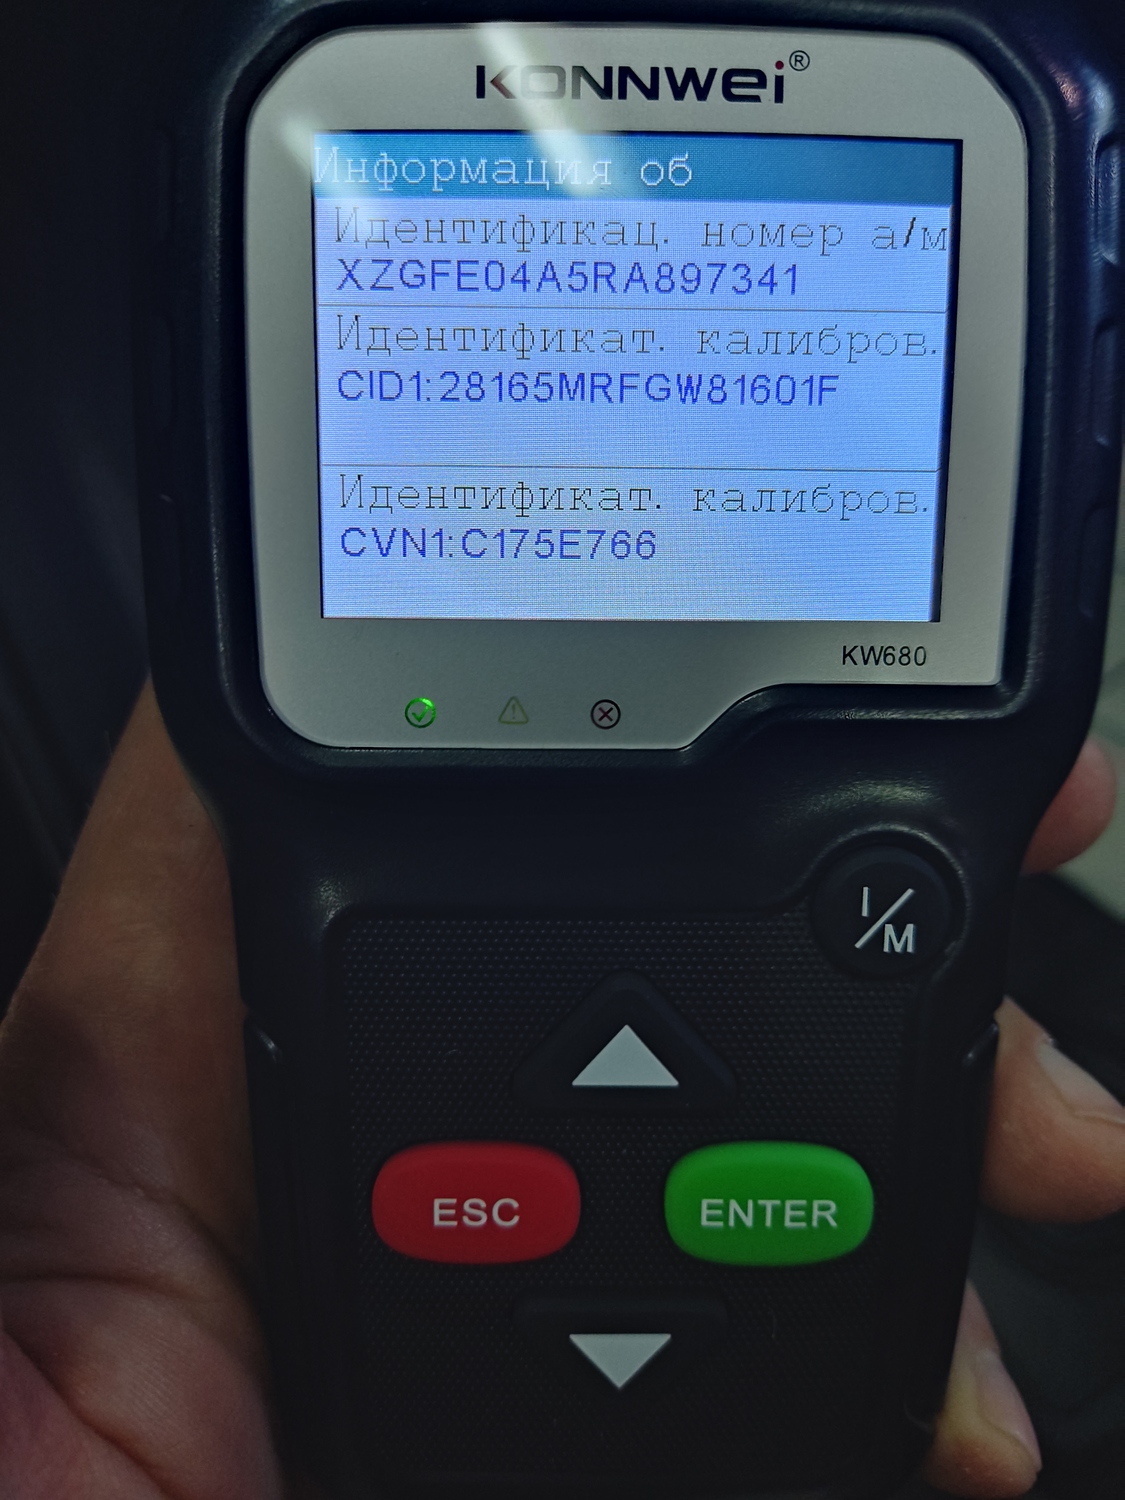 KONNWEI®
Информация об
Идентификац. номер а/м
XZGFE04A5RA897341
Идентификат. калибров.
CID1:28165MRFGW81601F
Идентификат. калибров.
CVN1:C175E766
KW680
I/M
ESC
ENTER